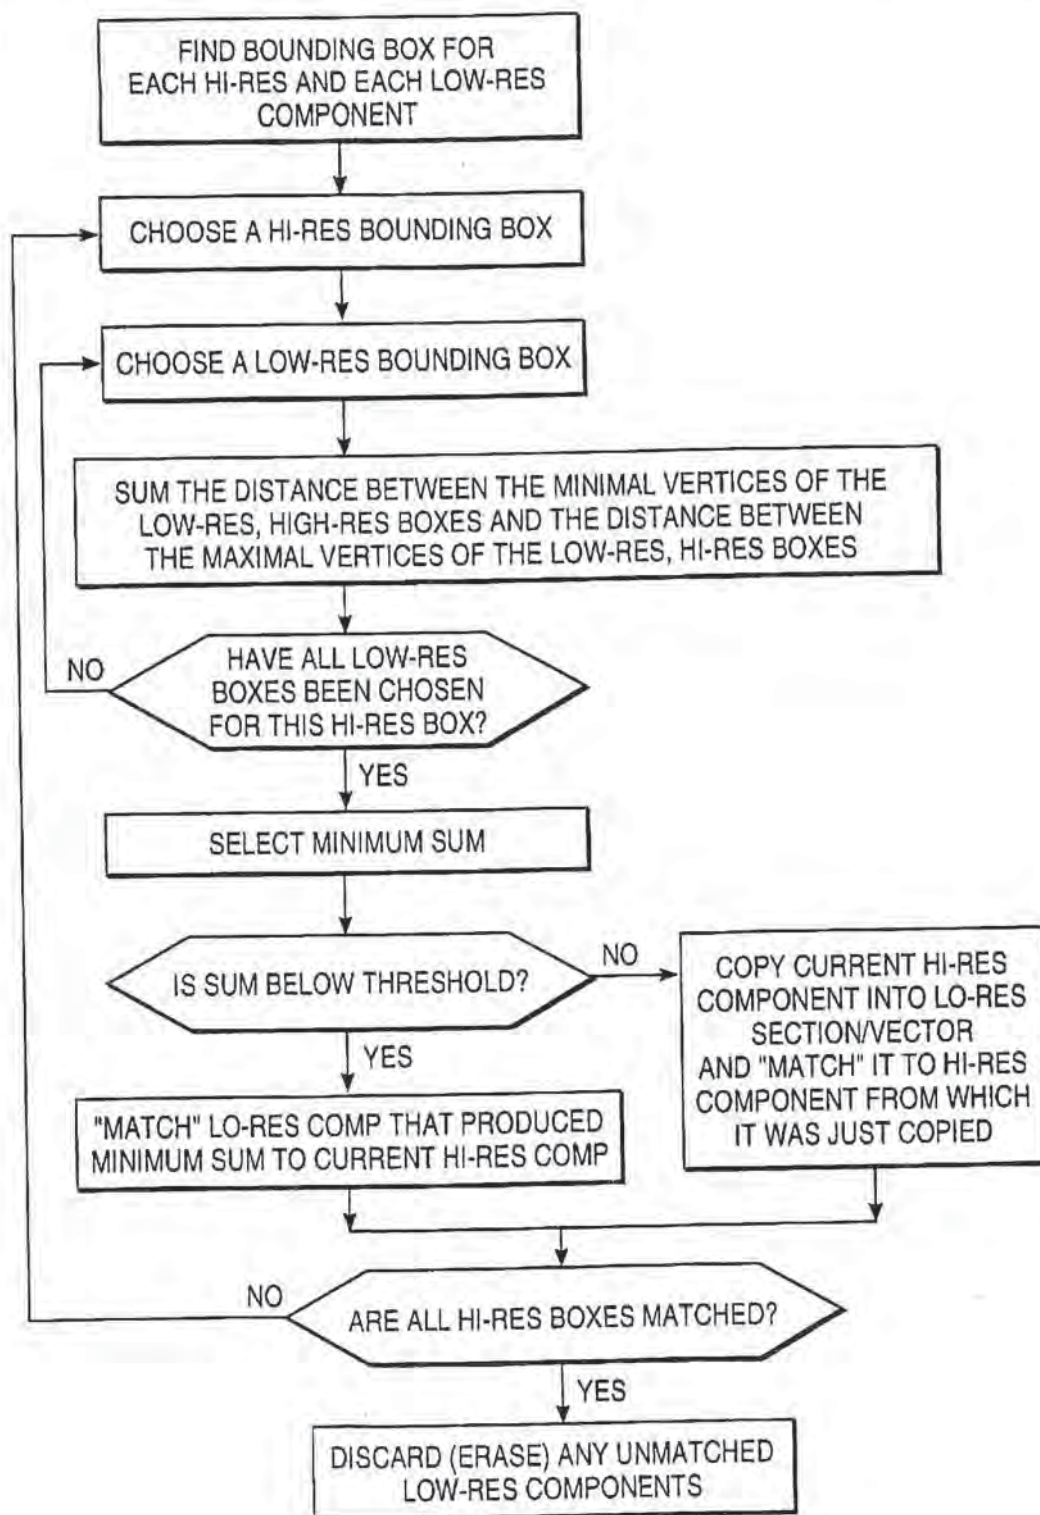 FIND BOUNDING BOX FOR
EACH HI-RES AND EACH LOW-RES
COMPONENT
CHOOSE A HI-RES BOUNDING BOX
CHOOSE A LOW-RES BOUNDING BOX
SUM THE DISTANCE BETWEEN THE MINIMAL VERTICES OF THE
LOW-RES, HIGH-RES BOXES AND THE DISTANCE BETWEEN
THE MAXIMAL VERTICES OF THE LOW-RES, HI-RES BOXES
NO
HAVE ALL LOW-RES
BOXES BEEN CHOSEN
FOR THIS HI-RES BOX?
YES
SELECT MINIMUM SUM
IS SUM BELOW THRESHOLD?
NO
COPY CURRENT HI-RES
COMPONENT INTO LO-RES
SECTION/VECTOR
AND "MATCH" IT TO HI-RES
COMPONENT FROM WHICH
IT WAS JUST COPIED
YES
"MATCH" LO-RES COMP THAT PRODUCED
MINIMUM SUM TO CURRENT HI-RES COMP
NO
ARE ALL HI-RES BOXES MATCHED?
YES
DISCARD (ERASE) ANY UNMATCHED
LOW-RES COMPONENTS